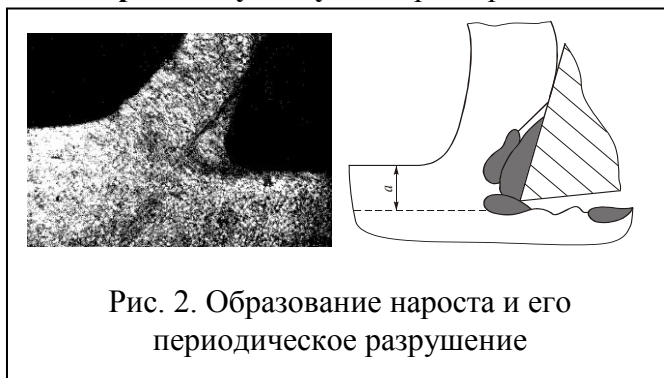 a
Рис. 2. Образование нароста и его
периодическое разрушение